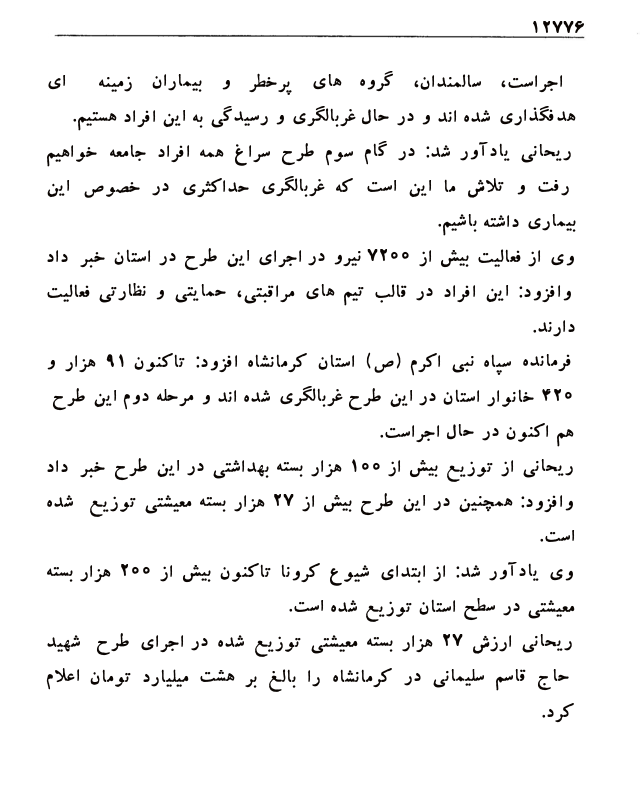 ۱۲۷۷۶
اجراست، سالمندان، گروه های پرخطر و بیماران زمینه ای
هدفگذاری شده اند و در حال غربالگری و رسیدگی به این افراد هستیم.
ریحانی یادآور شد: در گام سوم طرح سراغ همه افراد جامعه خواهیم
رفت و تلاش ما این است که غربالگری حداکثری در خصوص این
بیماری داشته باشیم.
وی از فعالیت بیش از ۷۲۰۰ نیرو در اجرای این طرح در استان خبر داد
وافزود: این افراد در قالب تیم های مراقبتی، حمایتی و نظارتی فعالیت
دارند.
فرمانده سپاه نبی اکرم (ص) استان کرمانشاه افزود: تاکنون ۹۱ هزار و
۴۲۰ خانوار استان در این طرح غربالگری شده اند و مرحله دوم این طرح
هم اکنون در حال اجراست.
ریحانی از توزیع بیش از ۱۰۰ هزار بسته بهداشتی در این طرح خبر داد
وافزود: همچنین در این طرح بیش از ۲۷ هزار بسته معیشتی توزیع شده
است.
وی یادآور شد: از ابتدای شیوع کرونا تاکنون بیش از ۲۰۰ هزار بسته
معیشتی در سطح استان توزیع شده است.
ریحانی ارزش ۲۷ هزار بسته معیشتی توزیع شده در اجرای طرح شهید
حاج قاسم سلیمانی در کرمانشاه را بالغ بر هشت میلیارد تومان اعلام
کرد.